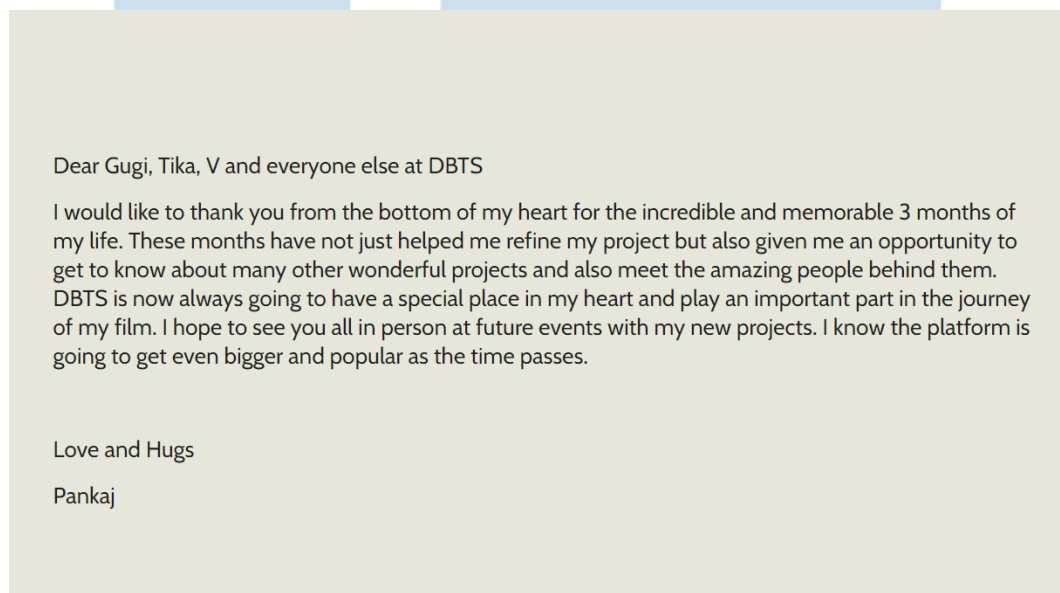 Dear Gugi, Tika, V and everyone else at DBTS
I would like to thank you from the bottom of my heart for the incredible and memorable 3 months of
my life. These months have not just helped me refine my project but also given me an opportunity to
get to know about many other wonderful projects and also meet the amazing people behind them.
DBTS is now always going to have a special place in my heart and play an important part in the journey
of my film. I hope to see you all in person at future events with my new projects. I know the platform is
going to get even bigger and popular as the time passes.
Love and Hugs
Pankaj